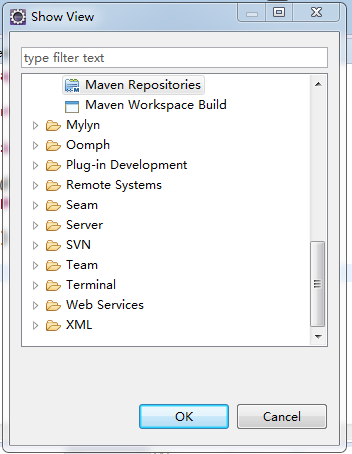 Show View
type filter text
Maven Repositories
Maven Workspace Build
Mylyn
Oomph
Plug-in Development
Remote Systems
Seam
Server
SVN
Team
Terminal
Web Services
XML
OK
Cancel